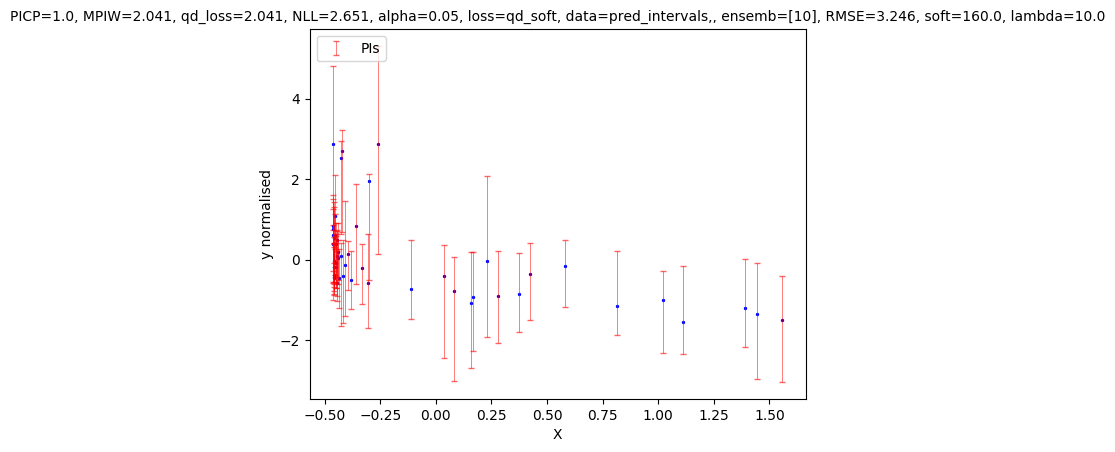 PICP=1.0, MPIW=2.041, qd_loss=2.041, NLL=2.651, alpha=0.05, loss=qd_soft, data=pred_intervals,, ensemb=[10], RMSE=3.246, soft=160.0, lambda=10.0
PIs
4
2
0
−2
y normalised
−0.50 −0.25 0.00 0.25 0.50 0.75 1.00 1.25 1.50
X